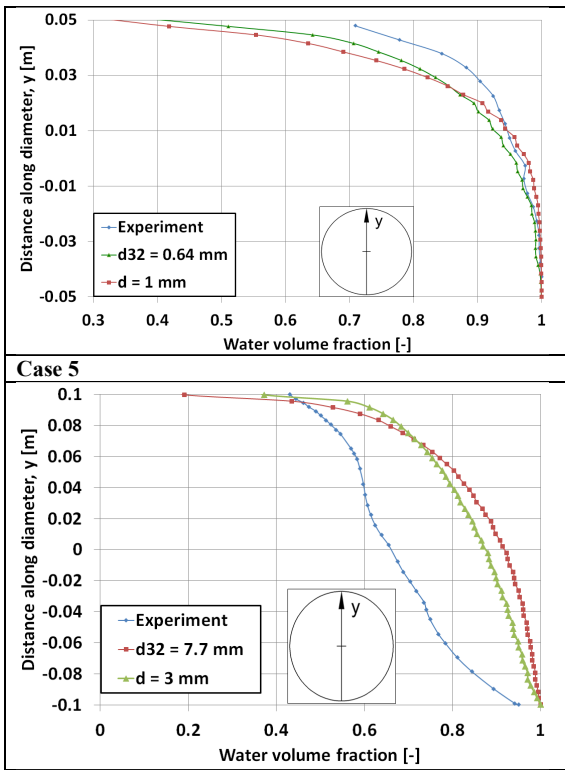 0.05
0.03
0.01
-0.01
-0.03
-0.05
Distance along diameter, y [m]
Experiment
d32 = 0.64 mm
d = 1 mm
y
0.3 0.4 0.5 0.6 0.7 0.8 0.9 1
Water volume fraction [-]
Case 5
0.1
0.08
0.06
0.04
0.02
0
-0.02
-0.04
-0.06
-0.08
-0.1
Distance along diameter, y [m]
Experiment
d32 = 7.7 mm
d = 3 mm
y
0 0.2 0.4 0.6 0.8 1
Water volume fraction [-]